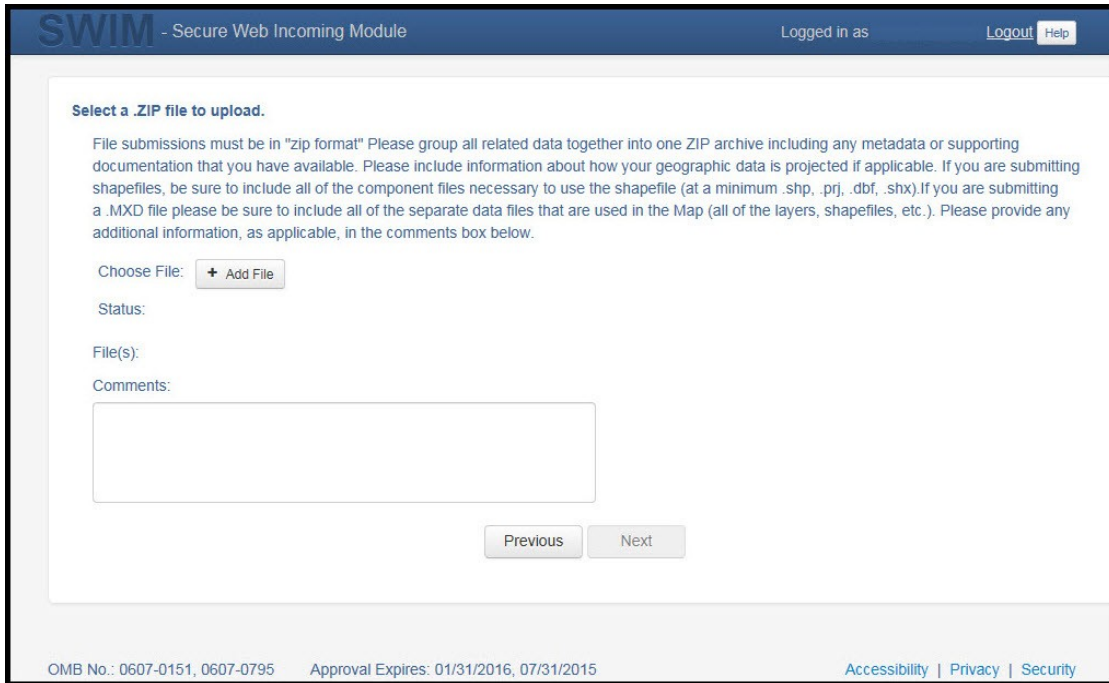 SWIM - Secure Web Incoming Module Logged in as Logout Help
Select a .ZIP file to upload.
File submissions must be in "zip format" Please group all related data together into one ZIP archive including any metadata or supporting
documentation that you have available. Please include information about how your geographic data is projected if applicable. If you are submitting
shapefiles, be sure to include all of the component files necessary to use the shapefile (at a minimum .shp, .prj, .dbf, .shx).If you are submitting
a .MXD file please be sure to include all of the separate data files that are used in the Map (all of the layers, shapefiles, etc.). Please provide any
additional information, as applicable, in the comments box below.
Choose File: + Add File
Status:
File(s):
Comments:
Previous Next
OMB No.: 0607-0151, 0607-0795 Approval Expires: 01/31/2016, 07/31/2015 Accessibility | Privacy | Security